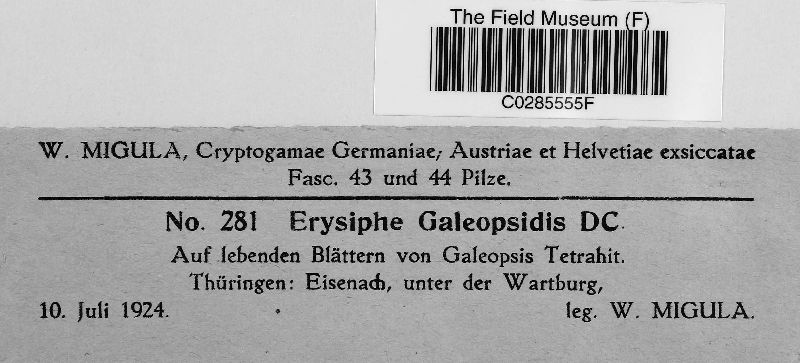 The Field Museum (F)
C0285555F
W. MIGULA, Cryptogamae Germaniae, Austriae et Helvetiae exsiccatae
Fasc. 43 und 44 Pilze.
No. 281 Erysiphe Galeopsidis DC.
Auf lebenden Blättern von Galeopsis Tetrahit.
Thüringen: Eisenach, unter der Wartburg,
10. Juli 1924. leg. W. MIGULA.